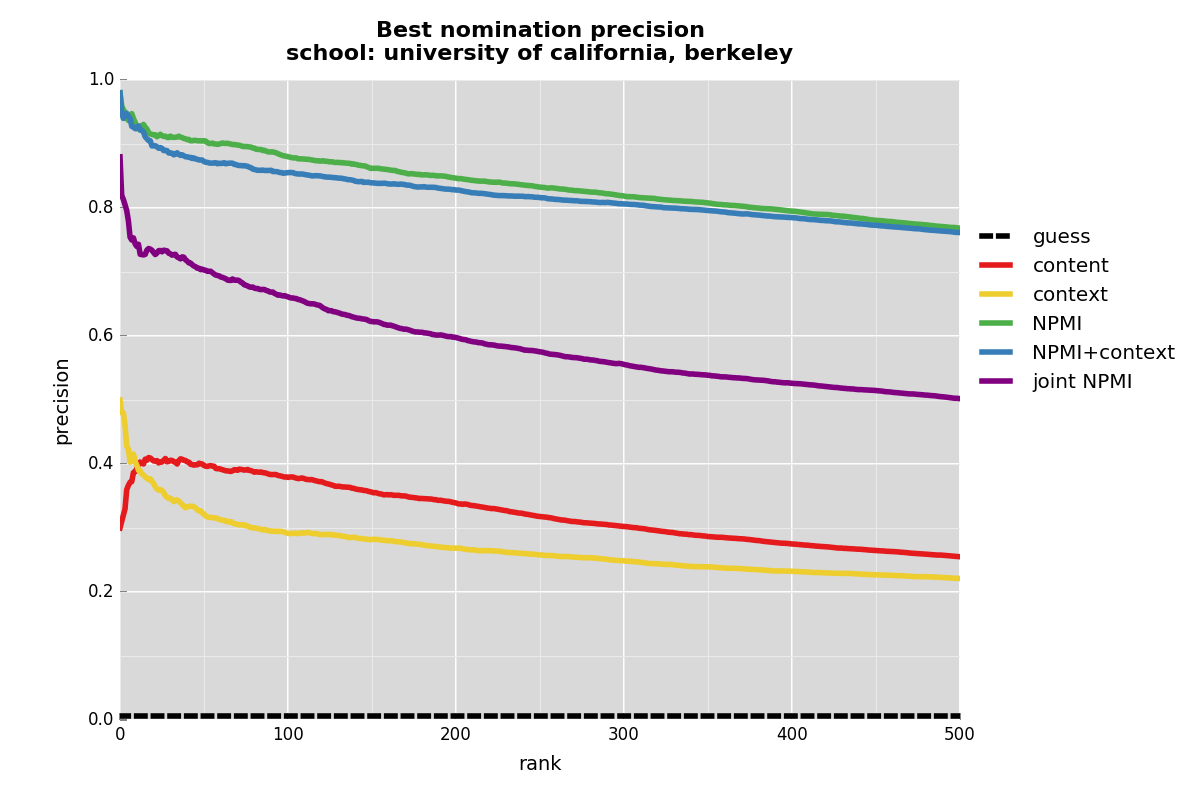 Best nomination precision
school: university of california, berkeley
1.0
0.8
0.6
0.4
0.2
0.0
precision
0 100 200 300 400 500
rank
guess
content
context
NPMI
NPMI+context
joint NPMI